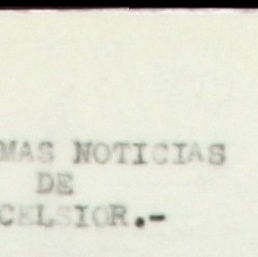 MAS NOTICIAS
DE
CELSIOR.-